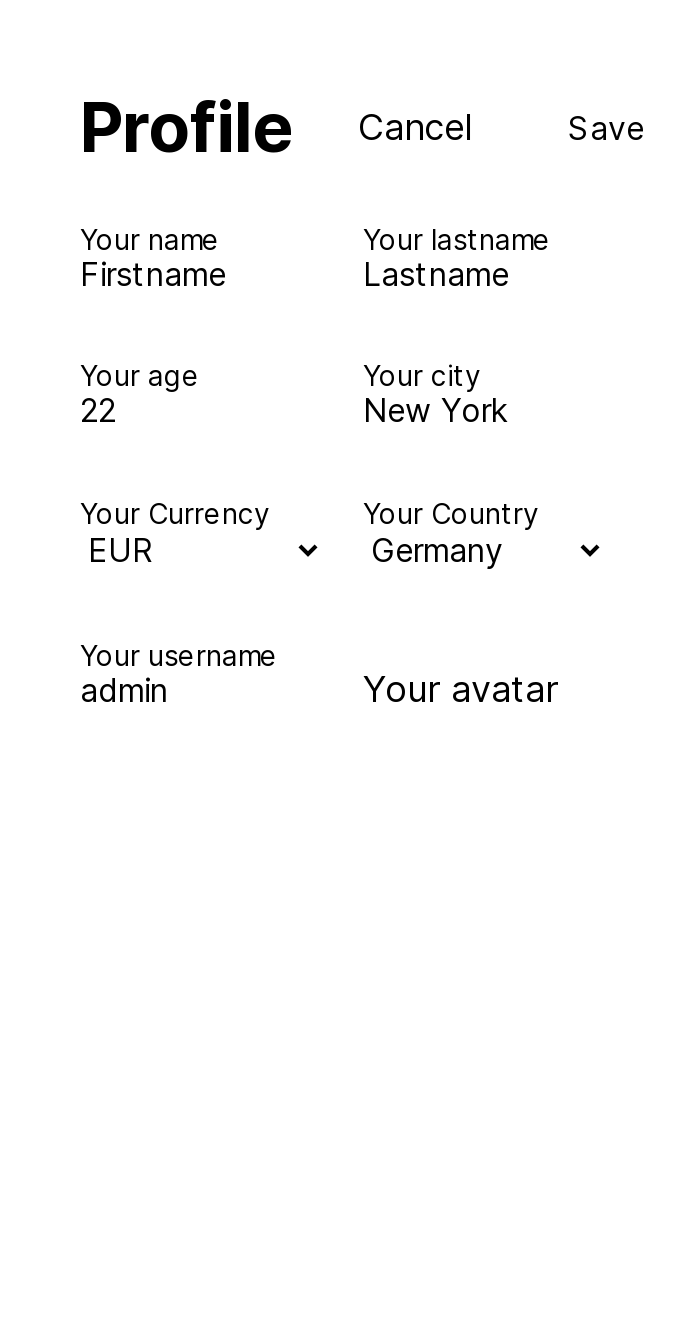 Profile
Cancel
Save
Your name
Your lastname
Firstname
Lastname
Your age
Your city
22
New York
Your Currency
Your Country
EUR
Germany
Your username
admin
Your avatar